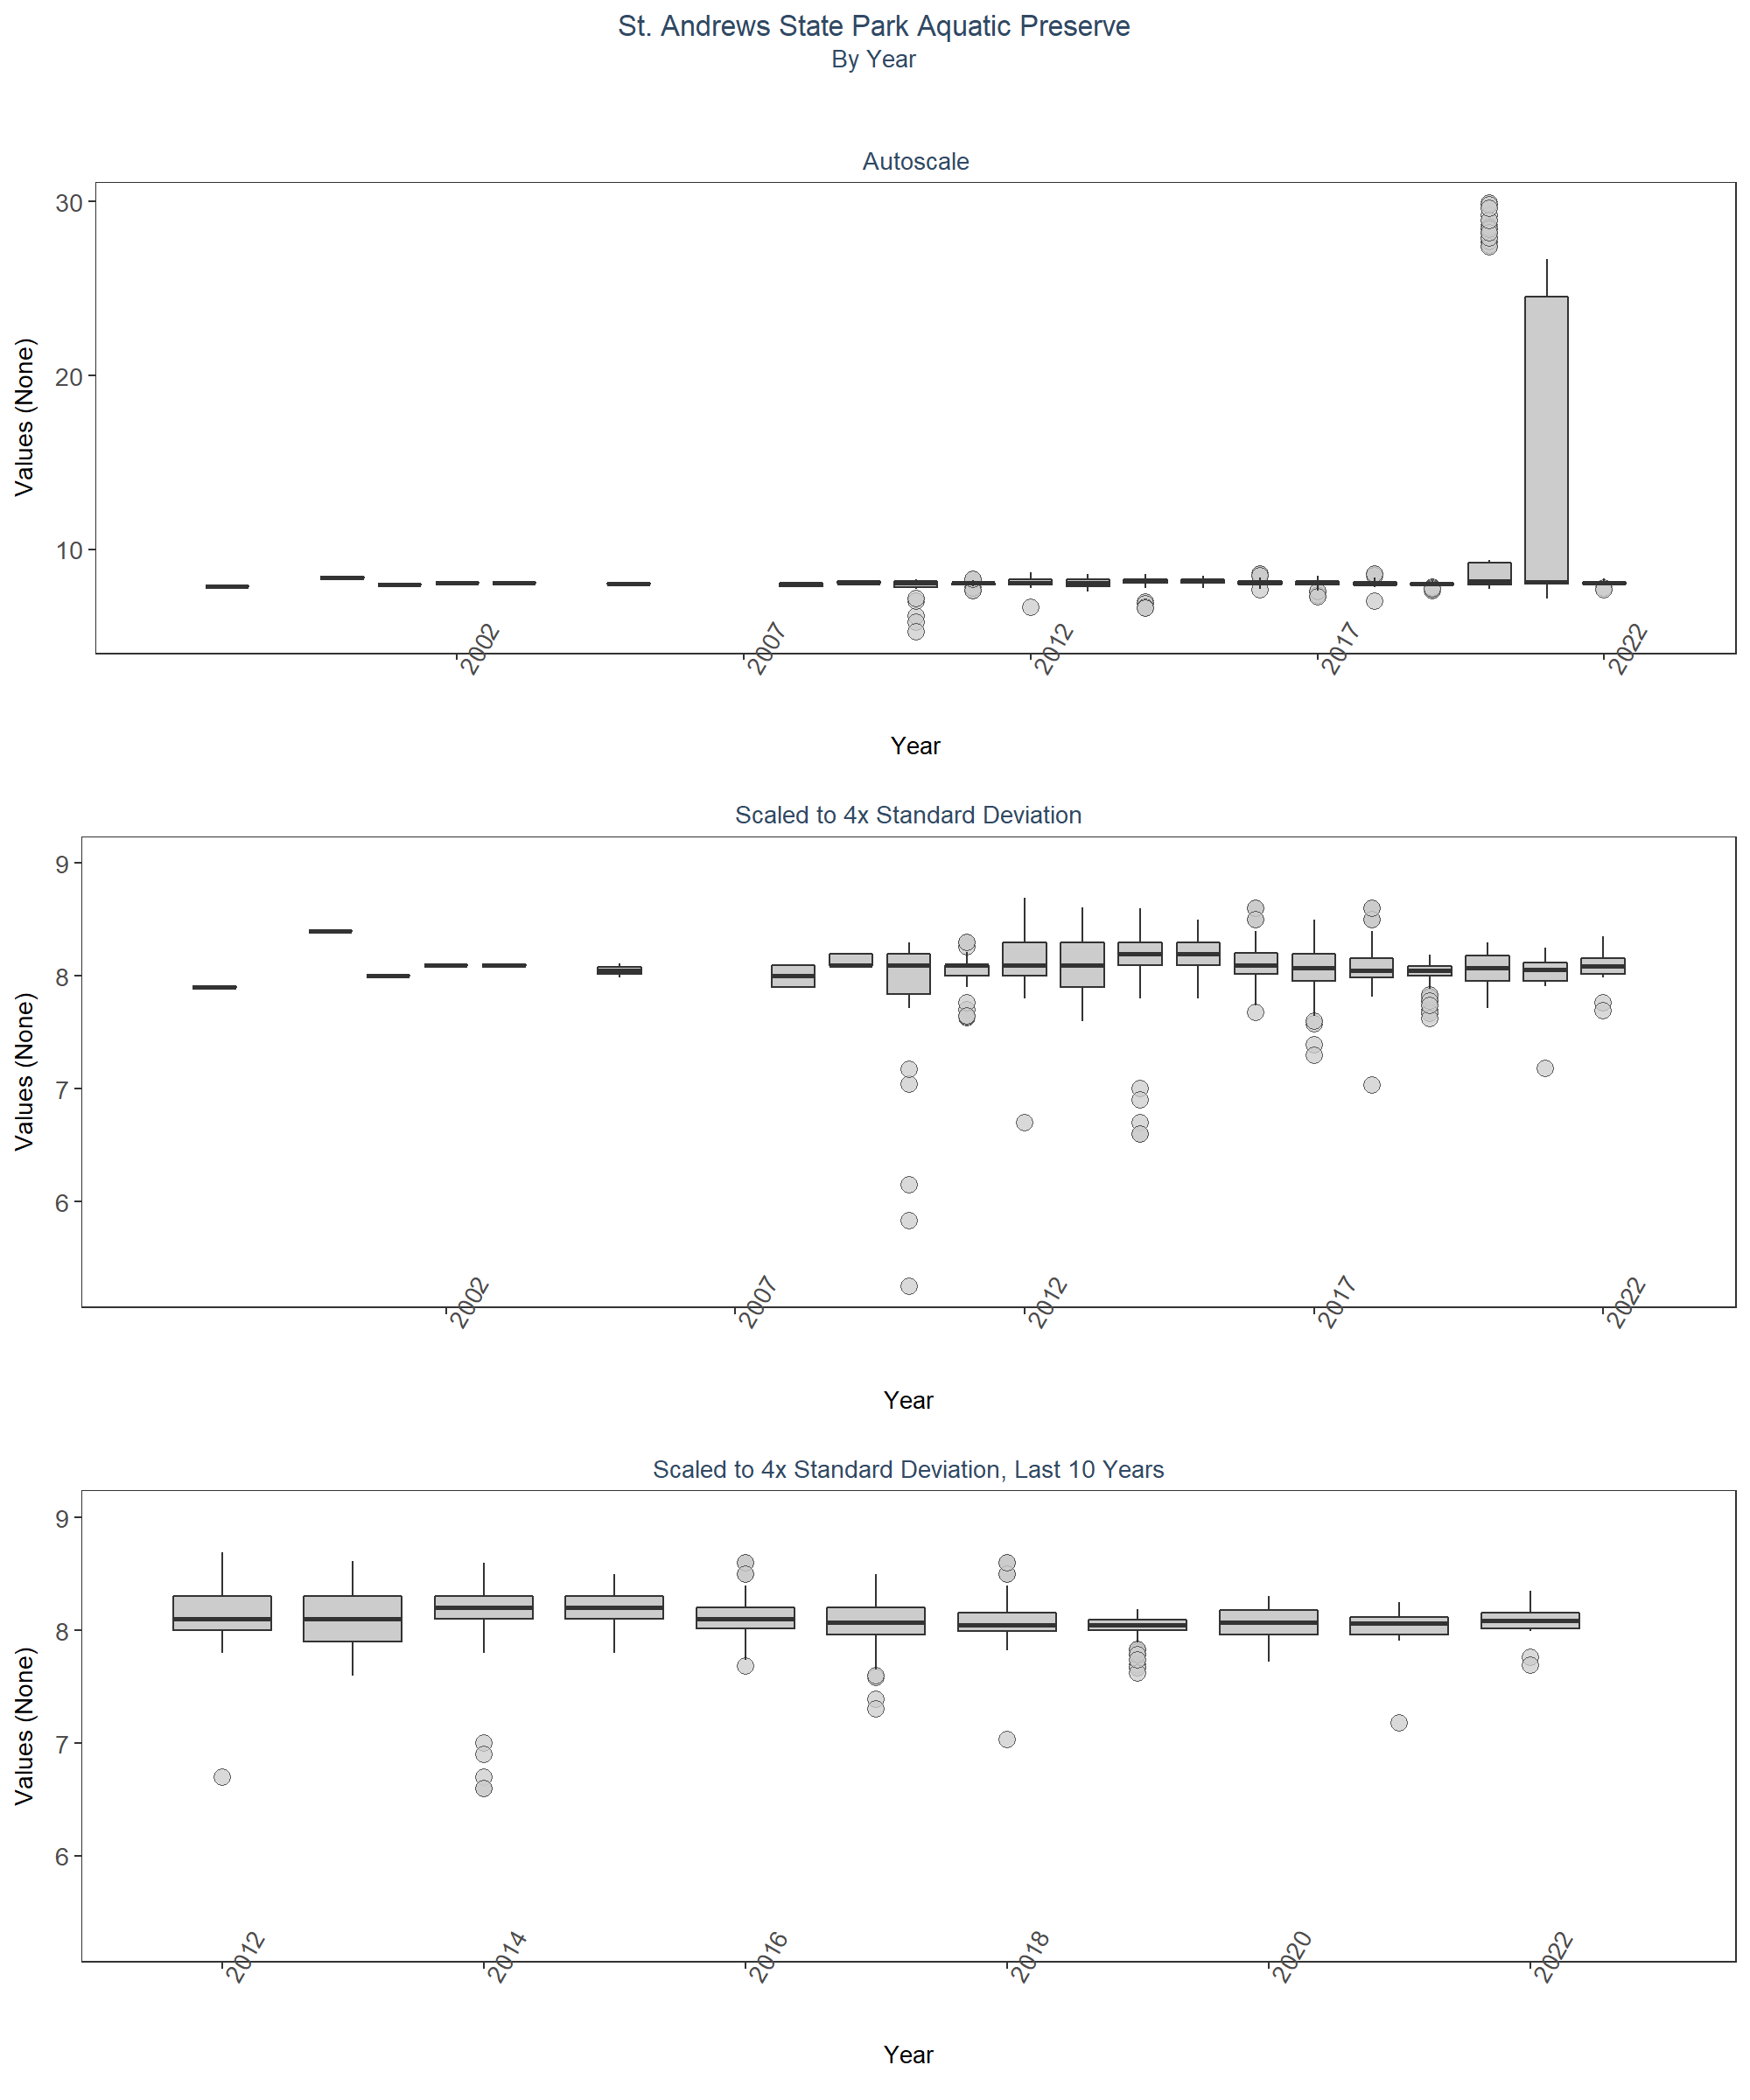 St. Andrews State Park Aquatic Preserve
By Year
Autoscale
Values (None)
30
20
10
2002
2007
2012
2017
2022
Year
Scaled to 4x Standard Deviation
Values (None)
9
8
7
6
2002
2007
2012
2017
2022
Year
Scaled to 4x Standard Deviation, Last 10 Years
Values (None)
9
8
7
6
2012
2014
2016
2018
2020
2022
Year